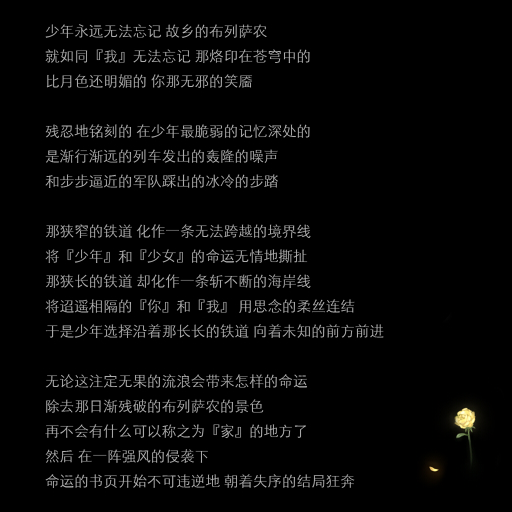 少年永远无法忘记 故乡的布列萨农
就如同『我』无法忘记 那烙印在苍穹中的
比月色还明媚的 你那无邪的笑靥
残忍地铭刻的 在少年最脆弱的记忆深处的
是渐行渐远的列车发出的轰隆的噪声
和步步逼近的军队踩出的冰冷的步踏
那狭窄的铁道 化作一条无法跨越的境界线
将『少年』和『少女』的命运无情地撕扯
那狭长的铁道 却化作一条斩不断的海岸线
将迢遥相隔的『你』和『我』 用思念的柔丝连结
于是少年选择沿着那长长的铁道 向着未知的前方前进
无论这注定无果的流浪会带来怎样的命运
除去那日渐残破的布列萨农的景色
再不会有什么可以称之为『家』的地方了
然后 在一阵强风的侵袭下
命运的书页开始不可违逆地 朝着失序的结局狂奔